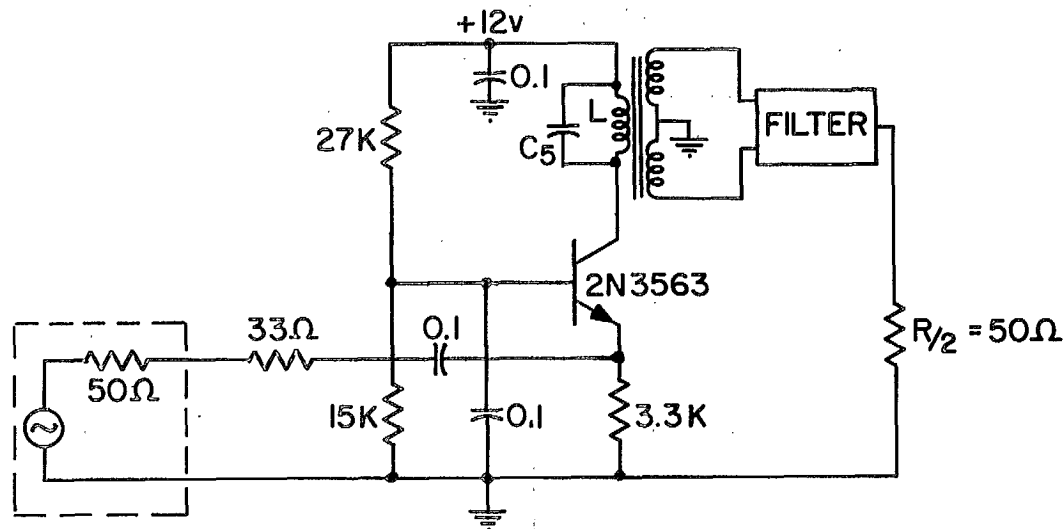 +12v
0.1
27K
L
C5
FILTER
2N3563
33Ω
0.1
R/2 = 50Ω
50Ω
15K
0.1
3.3K